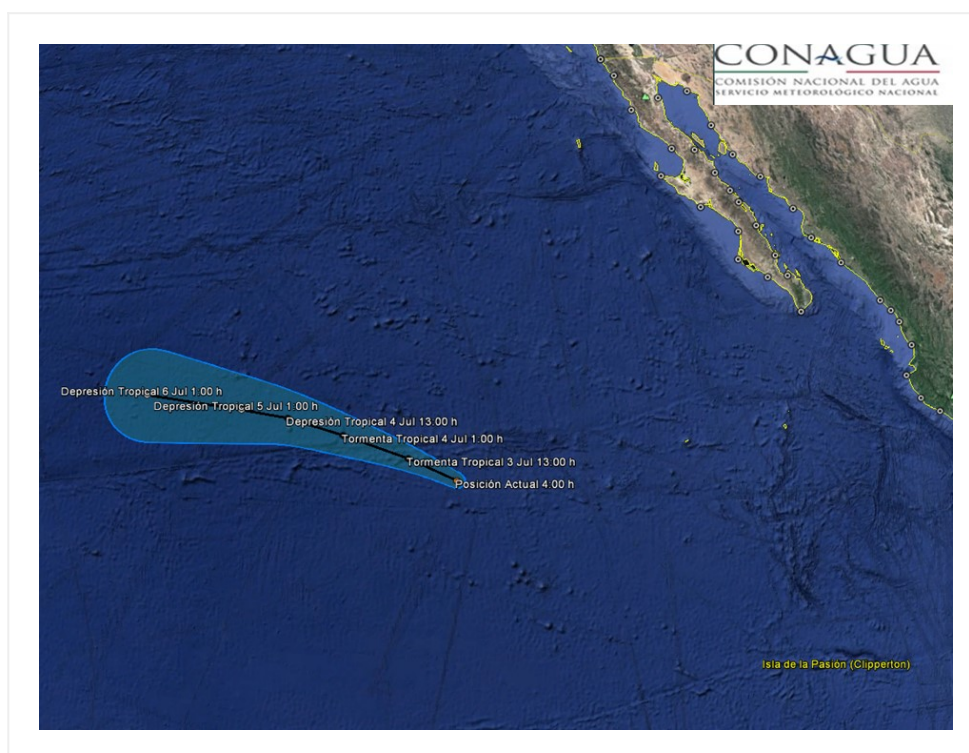 CONAGUA
COMISIÓN NACIONAL DEL AGUA
SERVICIO METEOROLÓGICO NACIONAL
Depresión Tropical 6 Jul 1:00 h
Depresión Tropical 5 Jul 1:00 h
Depresión Tropical 4 Jul 13:00 h
Tormenta Tropical 4 Jul 1:00 h
Tormenta Tropical 3 Jul 13:00 h
Posición Actual 4:00 h
Isla de la Pasión (Clipperton)